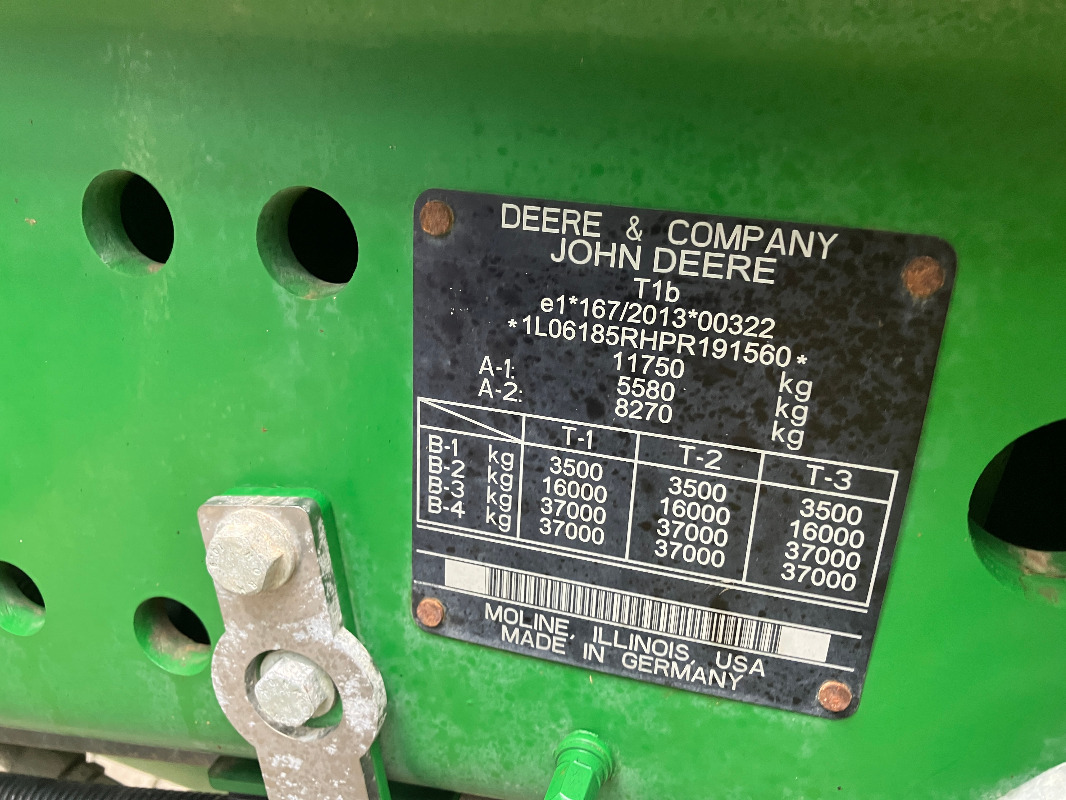 DEERE & COMPANY
JOHN DEERE
T1b
e1*167/2013*00322
*1L06185RHPR191560*
11750 kg
A-1: 5580 kg
A-2: 8270 kg
T-1 T-2 T-3
B-1 kg 3500 3500 3500
B-2 kg 16000 16000 16000
B-3 kg 37000 37000 37000
B-4 kg 37000 37000 37000
MOLINE, ILLINOIS, USA
MADE IN GERMANY